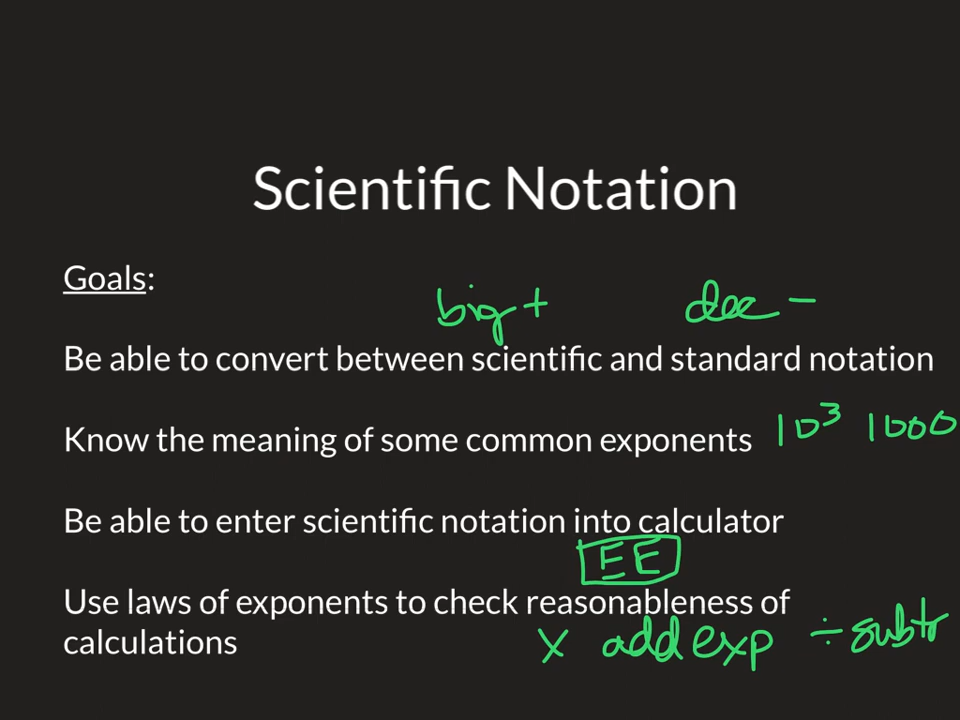 Scientific Notation
Goals:
big + dec -
Be able to convert between scientific and standard notation
Know the meaning of some common exponents 10³ 1000
Be able to enter scientific notation into calculator
EE
Use laws of exponents to check reasonableness of
calculations x add exp ÷ subtr